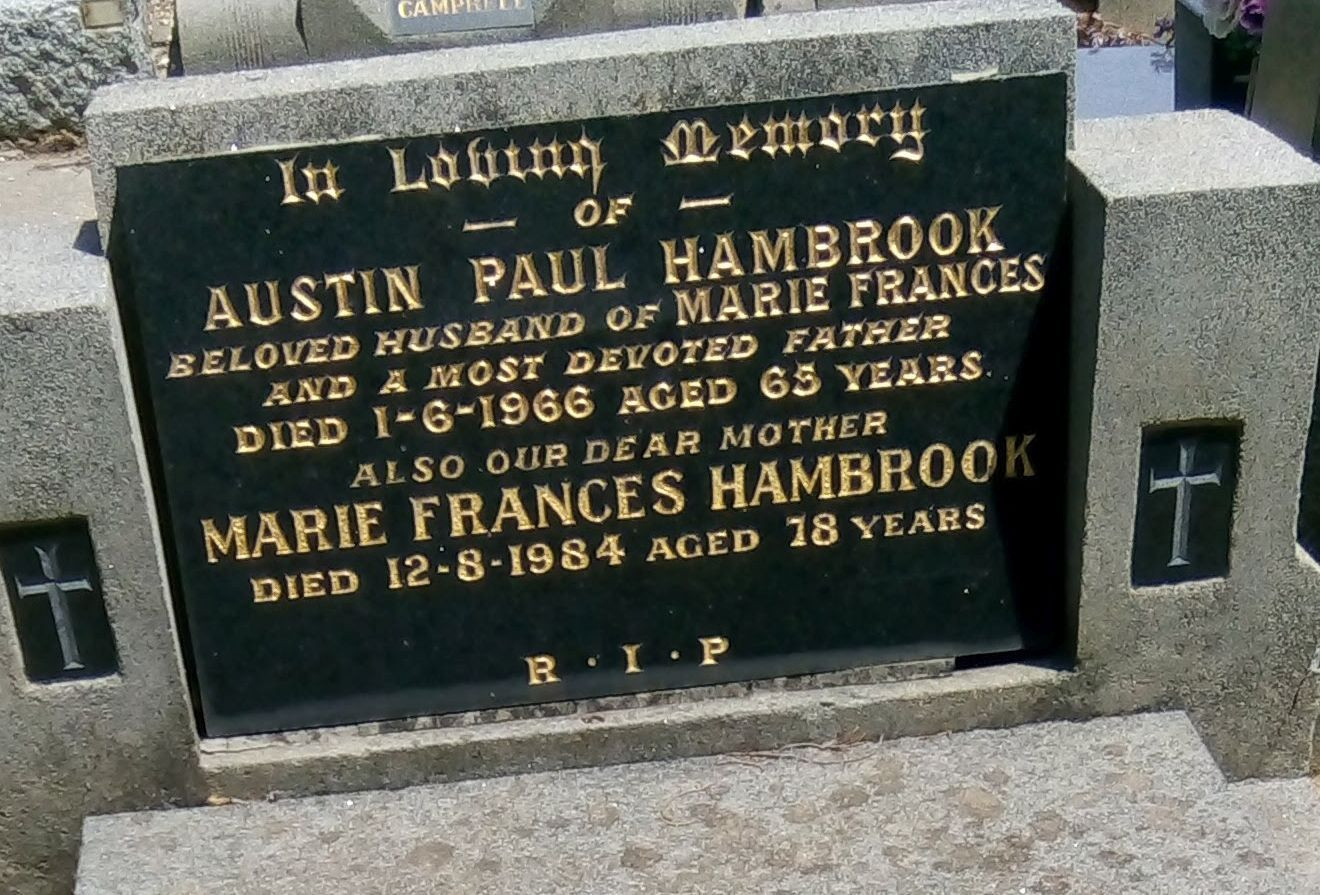 CAMPBELL
In Loving Memory
— OF —
AUSTIN PAUL HAMBROOK
BELOVED HUSBAND OF MARIE FRANCES
AND A MOST DEVOTED FATHER
DIED 1-6-1966 AGED 65 YEARS.
ALSO OUR DEAR MOTHER
MARIE FRANCES HAMBROOK
DIED 12-8-1984 AGED 78 YEARS
R · I · P